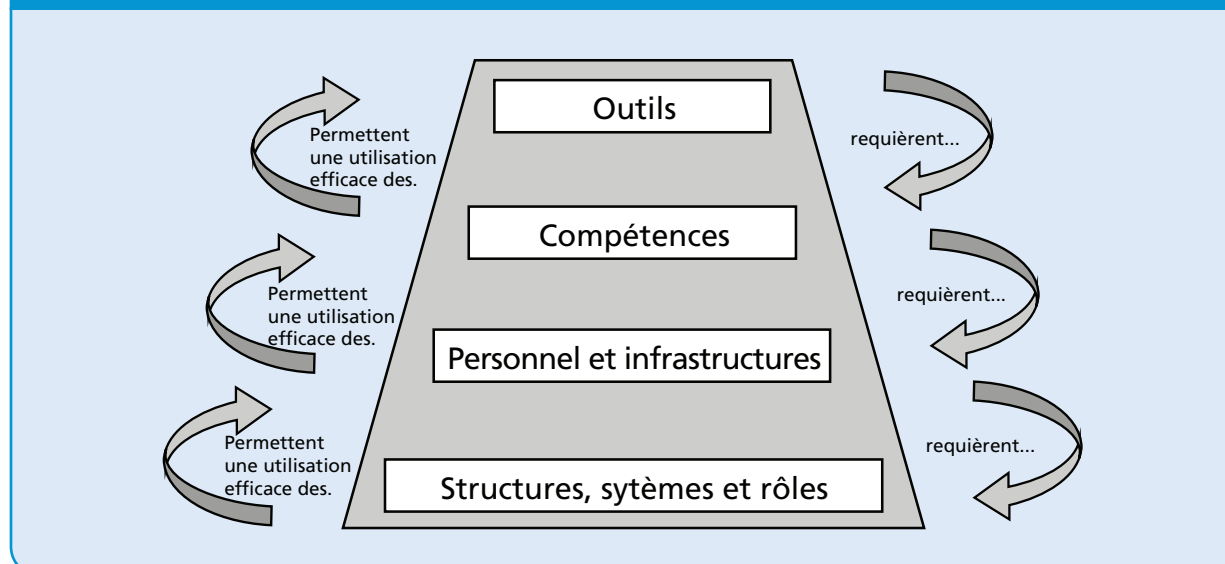 Outils
Permettent
une utilisation
efficace des.
requièrent...
Compétences
Permettent
une utilisation
efficace des.
requièrent...
Personnel et infrastructures
Permettent
une utilisation
efficace des.
requièrent...
Structures, sytèmes et rôles